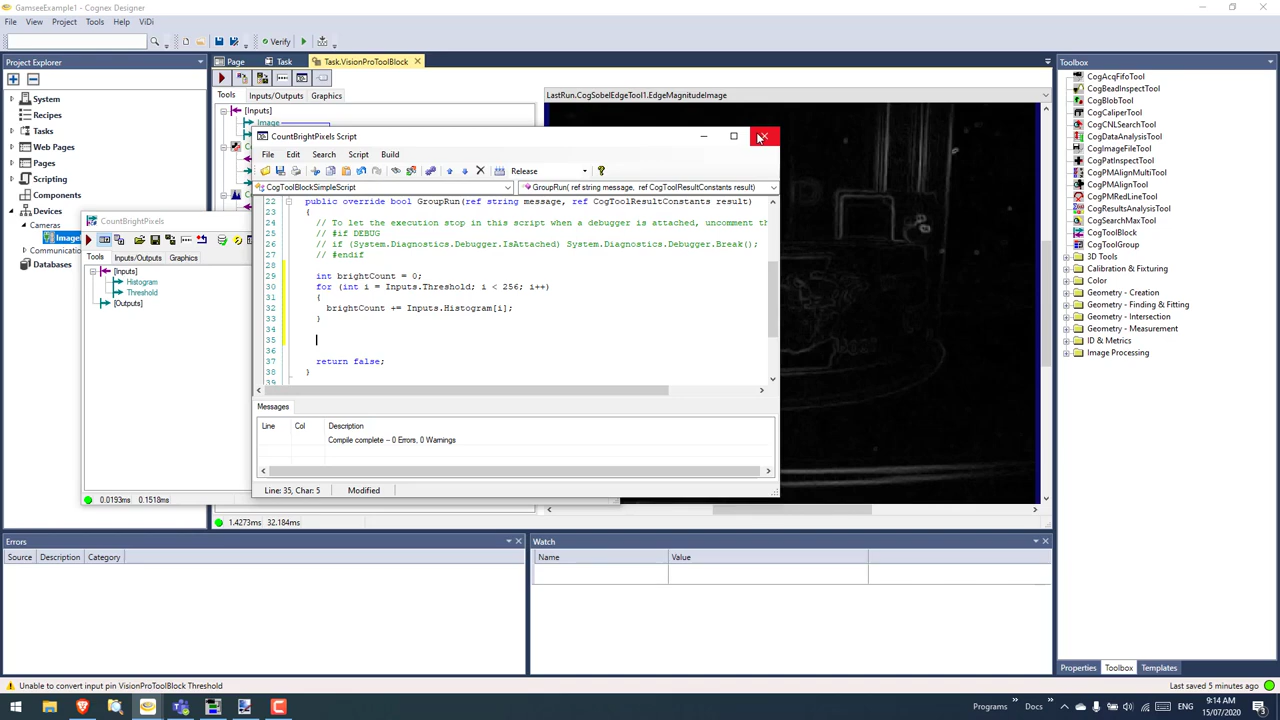 GamseeExample1 - Cognex Designer
File View Project Tools Help ViDi
Verify
Project Explorer
System
Recipes
Tasks
Web Pages
Pages
Scripting
Components
Devices
Cameras
Databases
Page Task Task.VisionProToolBlock
Tools Inputs/Outputs Graphics
[Inputs]
Image
LastRun.CogSobelEdgeTool1.EdgeMagnitudeImage
CountBrightPixels
Tools Inputs/Outputs Graphics
[Inputs]
Histogram
Threshold
[Outputs]
0.0193ms 0.1518ms
CountBrightPixels Script
File Edit Search Script Build
Release
CogToolBlockSimpleScript
GroupRun( ref string message, ref CogToolResultConstants result)
22 public override bool GroupRun(ref string message, ref CogToolResultConstants result)
23 {
24 // To let the execution stop in this script when a debugger is attached, uncomment th
25 // #if DEBUG
26 // if (System.Diagnostics.Debugger.IsAttached) System.Diagnostics.Debugger.Break();
27 // #endif
28
29 int brightCount = 0;
30 for (int i = Inputs.Threshold; i < 256; i++)
31 {
32 brightCount += Inputs.Histogram[i];
33 }
34
35
36
37 return false;
38 }
39
Messages
Line Col Description
Compile complete -- 0 Errors, 0 Warnings
Line: 35, Char: 5 Modified
1.4273ms 32.184ms
Toolbox
CogAcqFifoTool
CogBeadInspectTool
CogBlobTool
CogCaliperTool
CogCNLSearchTool
CogDataAnalysisTool
CogImageFileTool
CogPatInspectTool
CogPMAlignMultiTool
CogPMAlignTool
CogPMRedLineTool
CogResultsAnalysisTool
CogSearchMaxTool
CogToolBlock
CogToolGroup
3D Tools
Calibration & Fixturing
Color
Geometry - Creation
Geometry - Finding & Fitting
Geometry - Intersection
Geometry - Measurement
ID & Metrics
Image Processing
Properties Toolbox Templates
Errors
Source Description Category
Watch
Name Value
Unable to convert input pin VisionProToolBlock Threshold
Last saved 5 minutes ago
Programs » Docs »
ENG
9:14 AM
15/07/2020
3